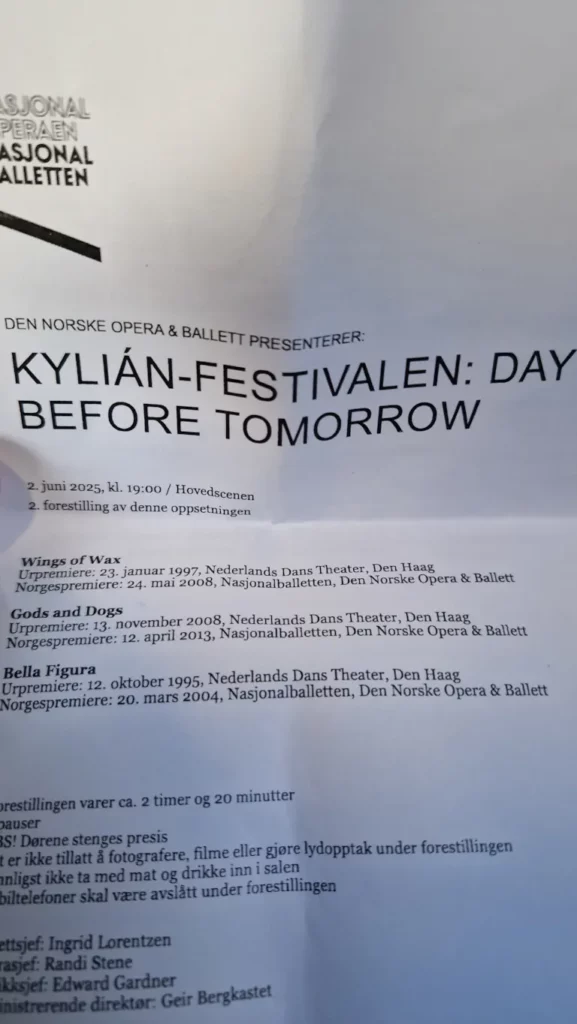 ASJONAL
PERAEN
ASJONAL
ALLETTEN
DEN NORSKE OPERA & BALLETT PRESENTERER:
KYLIÁN-FESTIVALEN: DAY
BEFORE TOMORROW
2. juni 2025, kl. 19:00 / Hovedscenen
2. forestilling av denne oppsetningen
Wings of Wax
Urpremiere: 23. januar 1997, Nederlands Dans Theater, Den Haag
Norgespremiere: 24. mai 2008, Nasjonalballetten, Den Norske Opera & Ballett
Gods and Dogs
Urpremiere: 13. november 2008, Nederlands Dans Theater, Den Haag
Norgespremiere: 12. april 2013, Nasjonalballetten, Den Norske Opera & Ballett
Bella Figura
Urpremiere: 12. oktober 1995, Nederlands Dans Theater, Den Haag
Norgespremiere: 20. mars 2004, Nasjonalballetten, Den Norske Opera & Ballett
orestillingen varer ca. 2 timer og 20 minutter
pauser
BS! Dørene stenges presis
t er ikke tillatt å fotografere, filme eller gjøre lydopptak under forestillingen
nnligst ikke ta med mat og drikke inn i salen
biltelefoner skal være avslått under forestillingen
ettsjef: Ingrid Lorentzen
rasjef: Randi Stene
ikksjef: Edward Gardner
inistrerende direktør: Geir Bergkastet